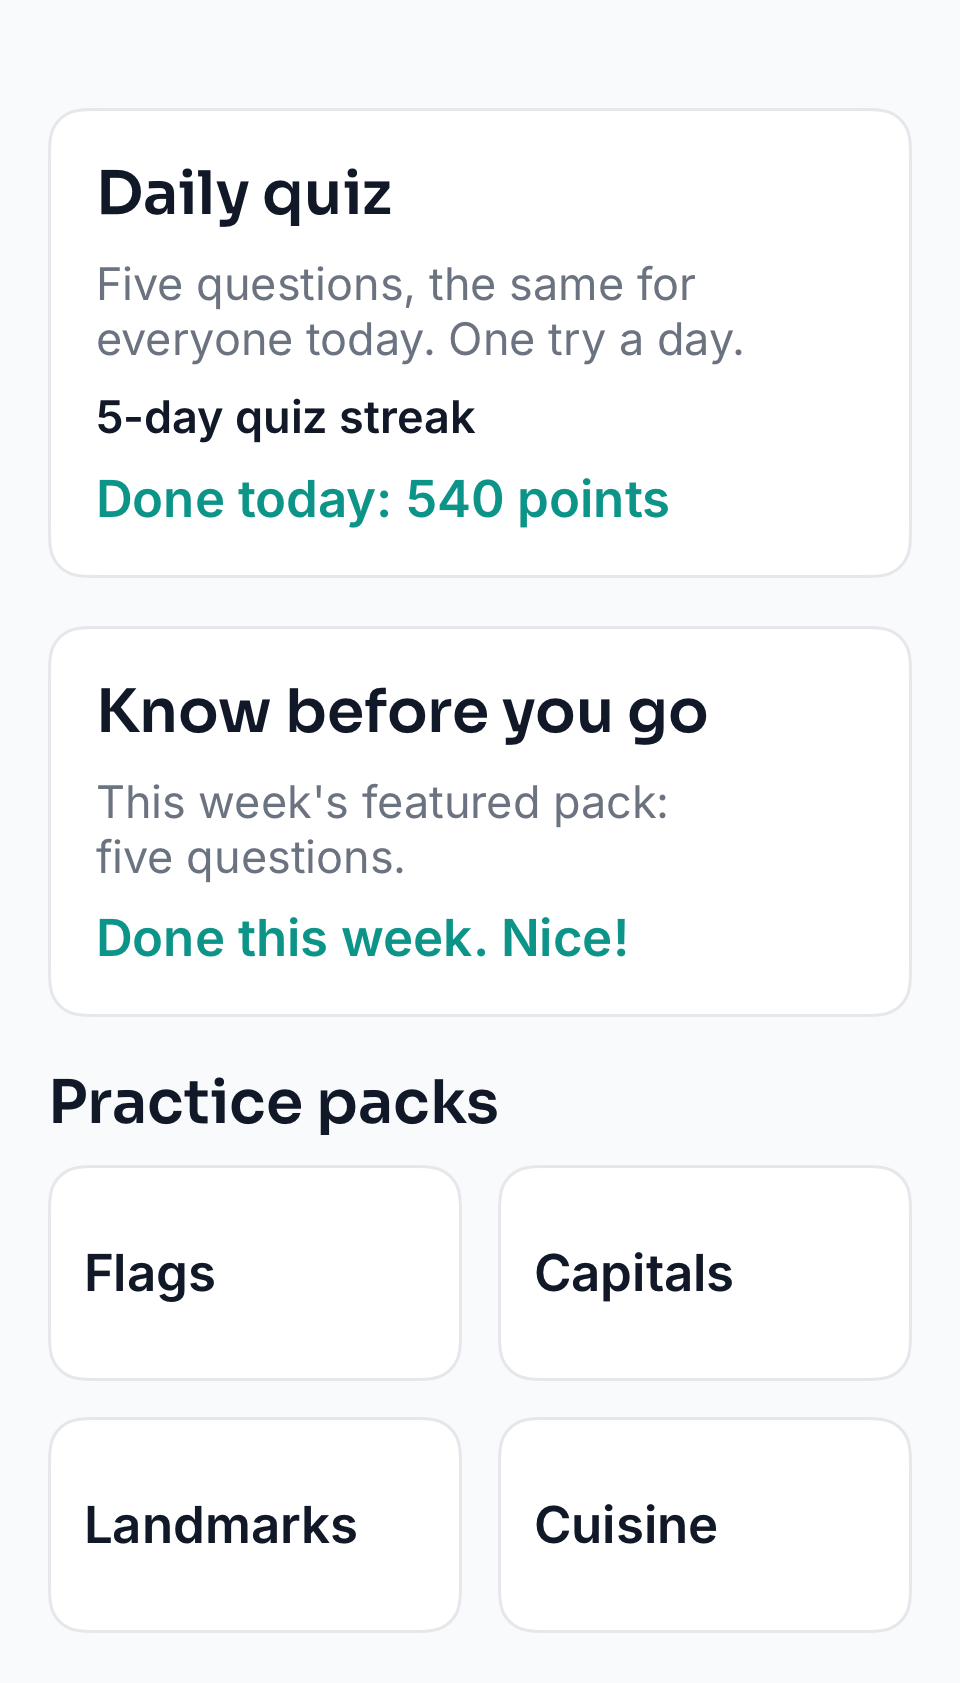 Daily quiz
Five questions, the same for
everyone today. One try a day.
5-day quiz streak
Done today: 540 points
Know before you go
This week's featured pack:
five questions.
Done this week. Nice!
Practice packs
Flags
Capitals
Landmarks
Cuisine